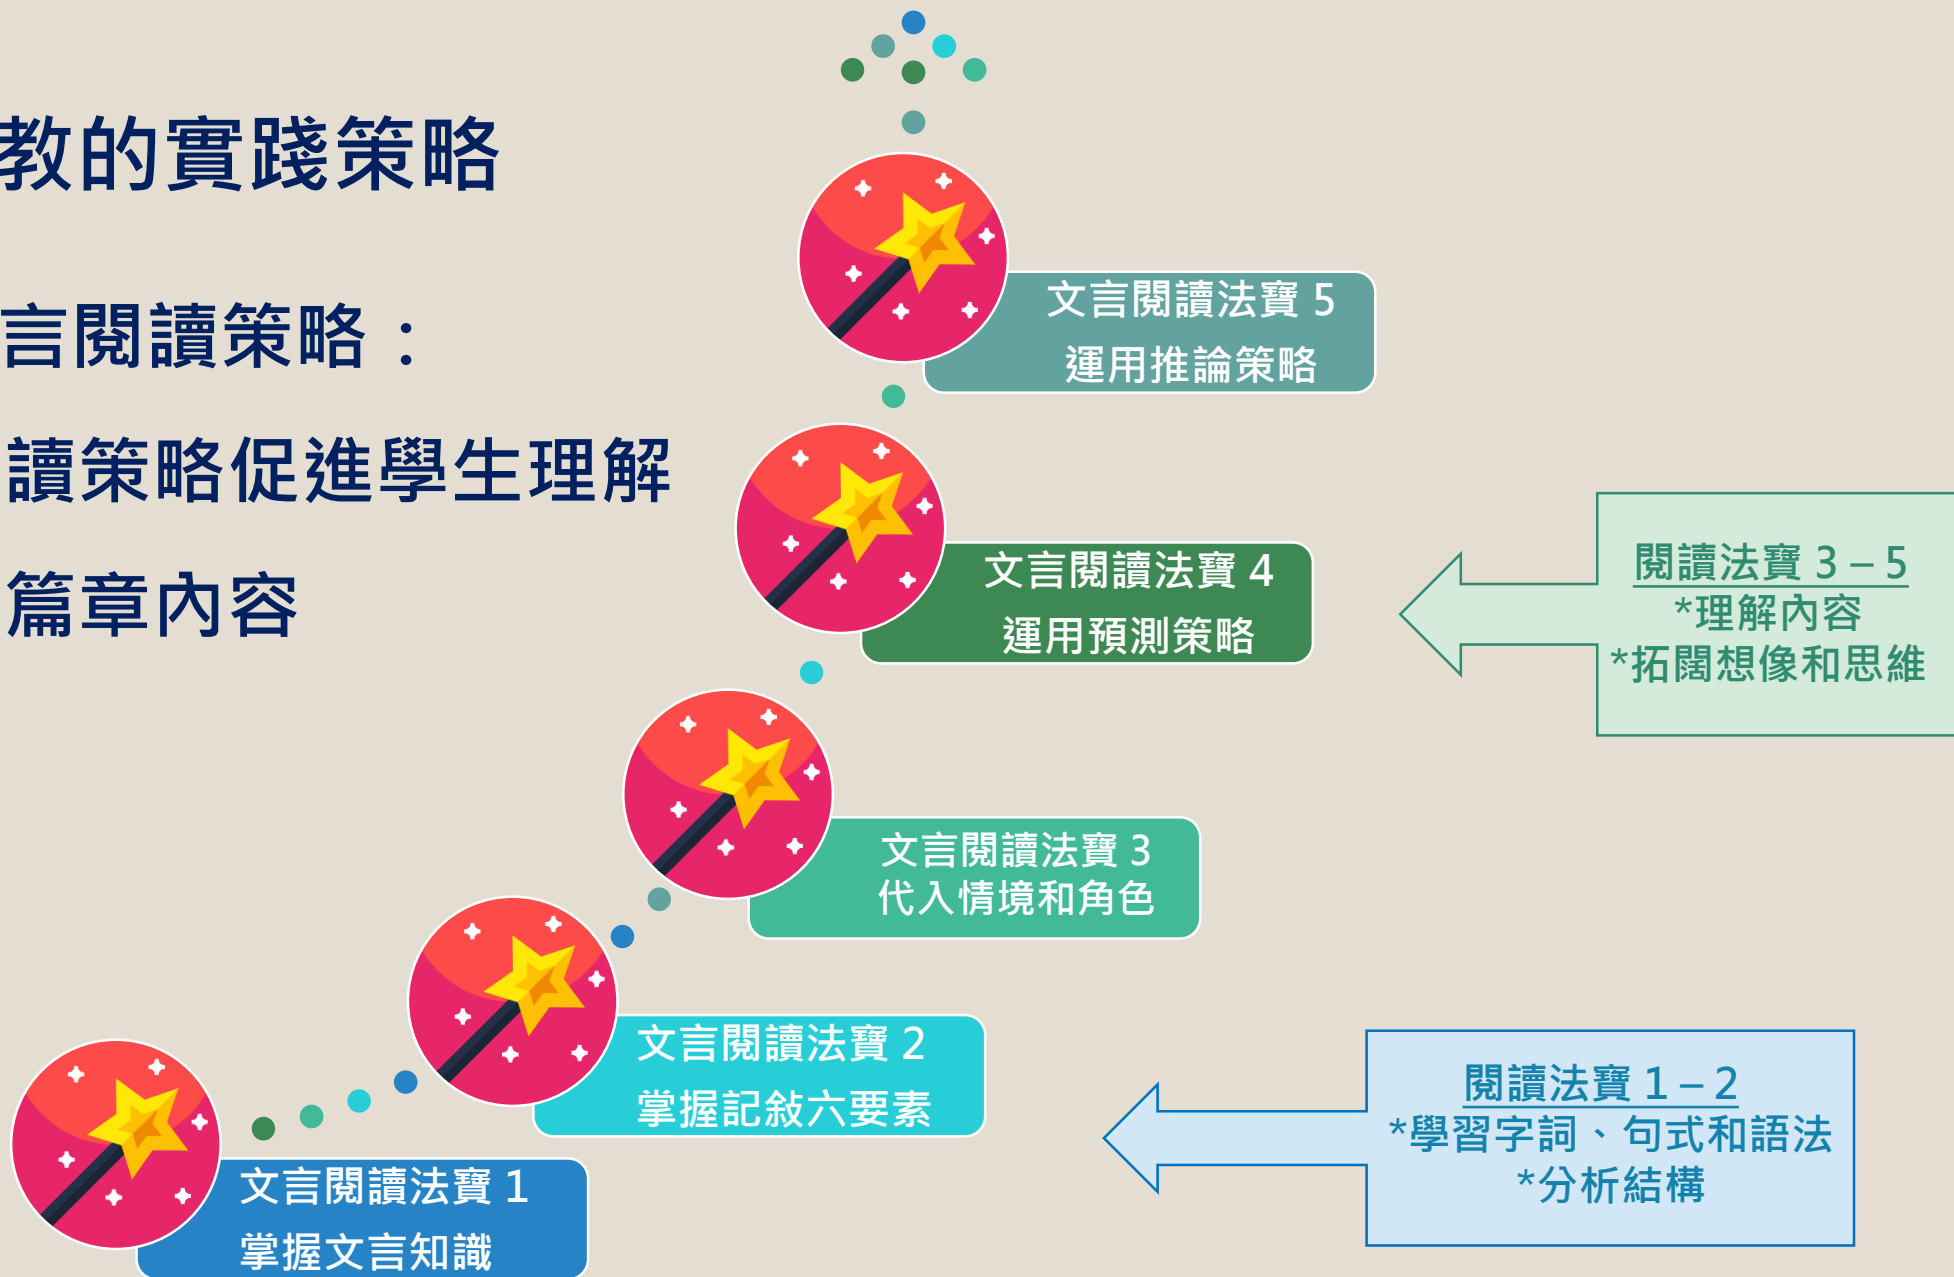 教的實踐策略
言閱讀策略：
讀策略促進學生理解
篇章內容
文言閱讀法寶 5
運用推論策略
文言閱讀法寶 4
運用預測策略
閱讀法寶 3 – 5
*理解內容
*拓闊想像和思維
文言閱讀法寶 3
代入情境和角色
文言閱讀法寶 2
掌握記敍六要素
閱讀法寶 1 – 2
*學習字詞、句式和語法
*分析結構
文言閱讀法寶 1
掌握文言知識